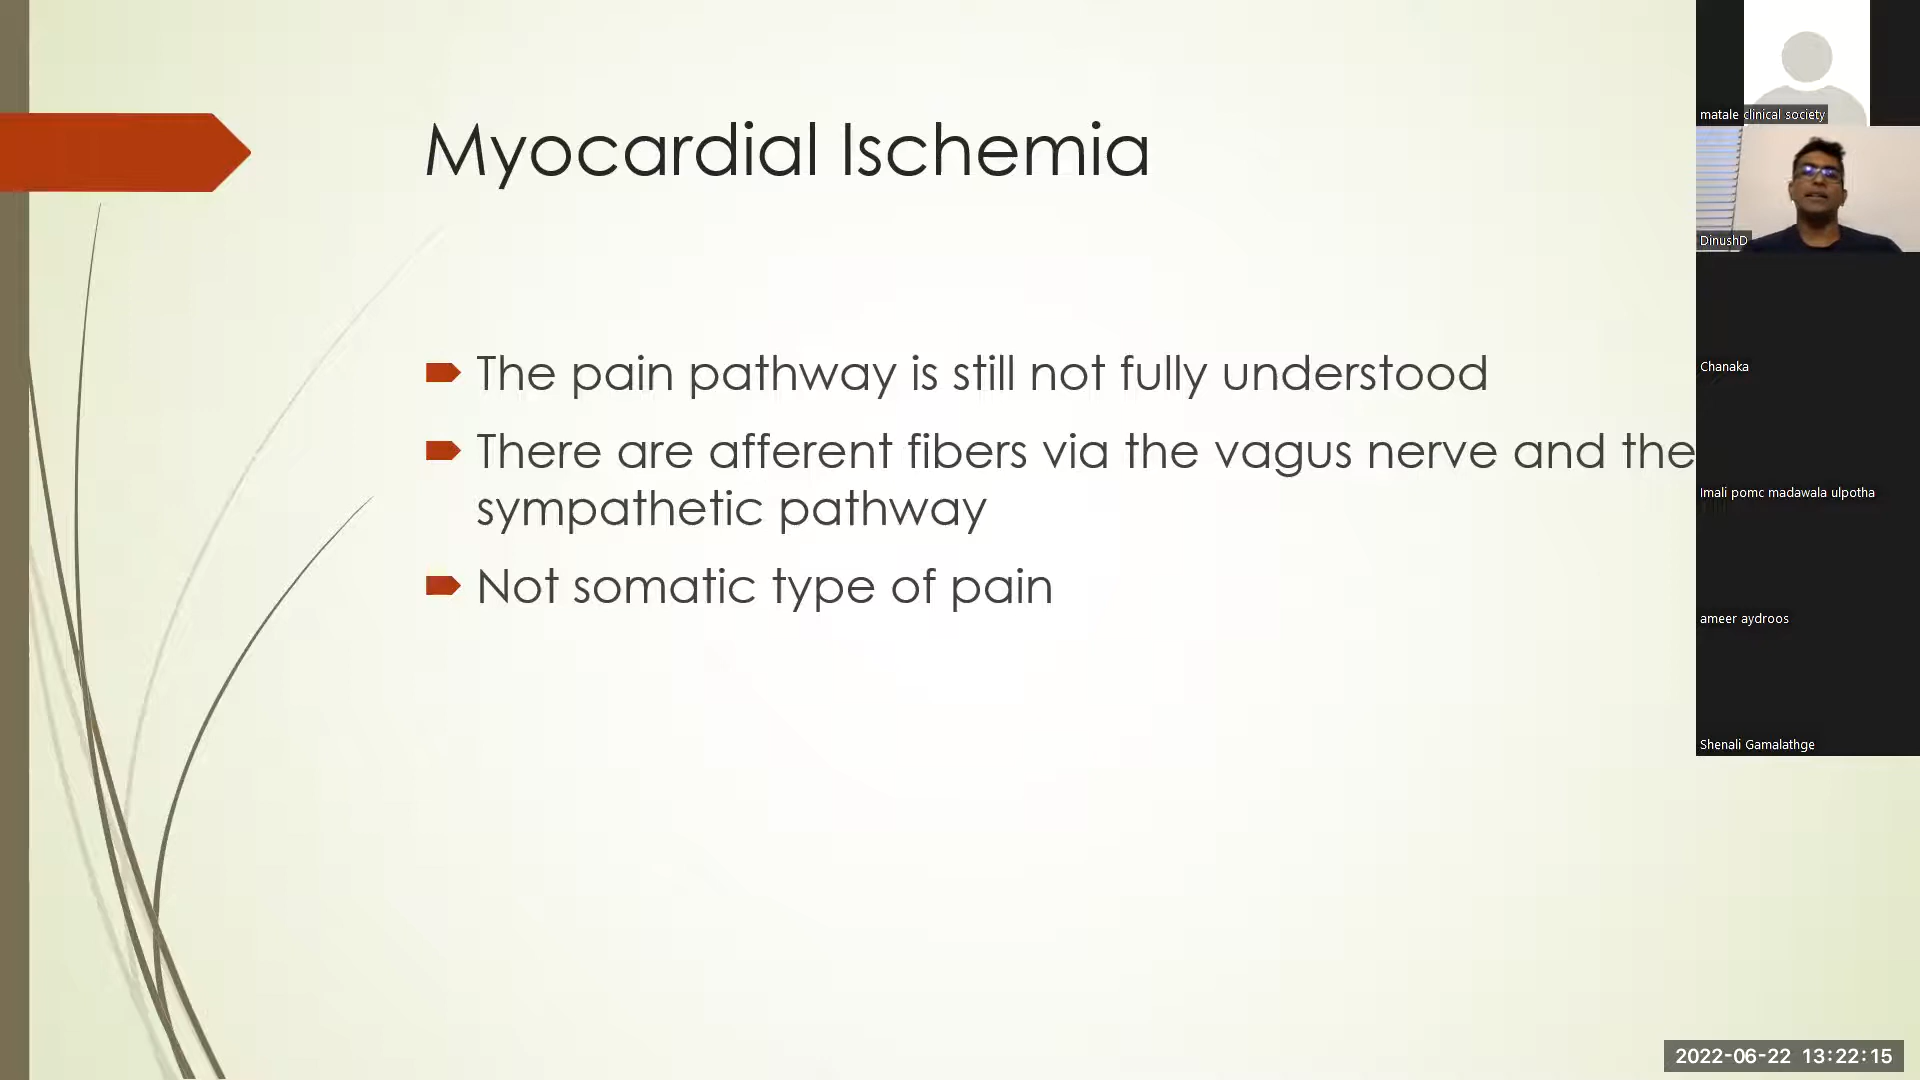 Myocardial Ischemia
The pain pathway is still not fully understood
There are afferent fibers via the vagus nerve and the
sympathetic pathway
Not somatic type of pain
matale clinical society
DinushD
Chanaka
Imali pomc madawala ulpotha
ameer aydroos
Shenali Gamalathge
2022-06-22 13:22:15